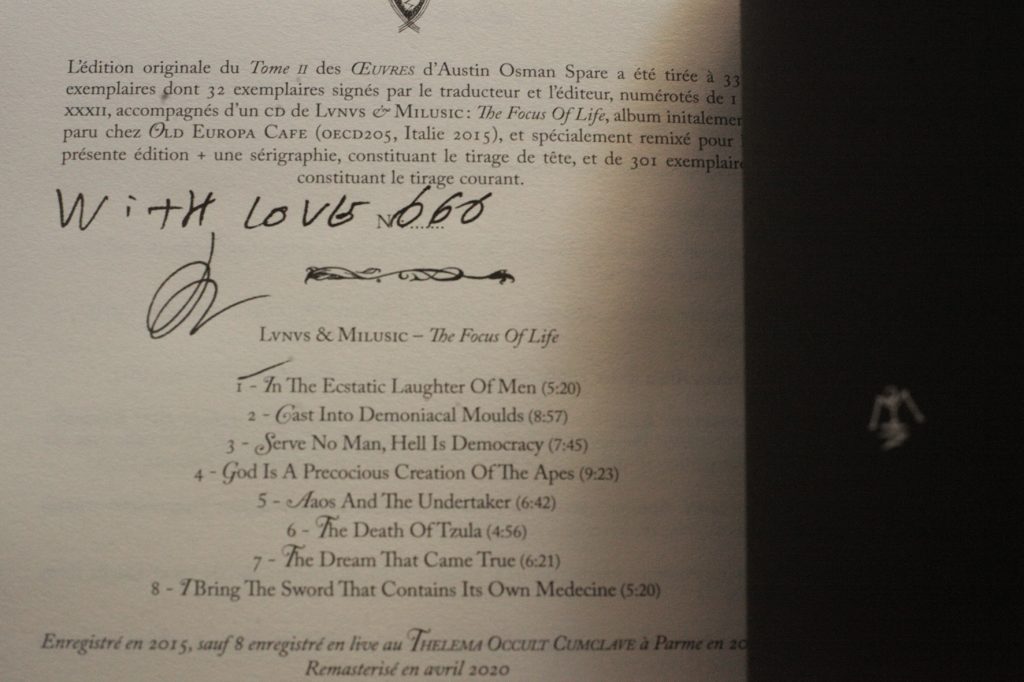 L'édition originale du Tome II des ŒUVRES d'Austin Osman Spare a été tirée à 33
exemplaires dont 32 exemplaires signés par le traducteur et l'éditeur, numérotés de 1
XXXII, accompagnés d'un CD de LVNVS & MILUSIC : The Focus Of Life, album initalemen
paru chez OLD EUROPA CAFE (OECD205, Italie 2015), et spécialement remixé pour
présente édition + une sérigraphie, constituant le tirage de tête, et de 301 exemplaire
constituant le tirage courant.
WiTH LOVE N 666
LVNVS & MILUSIC – The Focus Of Life
1 - In The Ecstatic Laughter Of Men (5:20)
2 - Cast Into Demoniacal Moulds (8:57)
3 - Serve No Man, Hell Is Democracy (7:45)
4 - God Is A Precocious Creation Of The Apes (9:23)
5 - Aaos And The Undertaker (6:42)
6 - The Death Of Tzula (4:56)
7 - The Dream That Came True (6:21)
8 - I Bring The Sword That Contains Its Own Medecine (5:20)
Enregistré en 2015, sauf 8 enregistré en live au THELEMA OCCULT CUMCLAVE à Parme en 20
Remasterisé en avril 2020